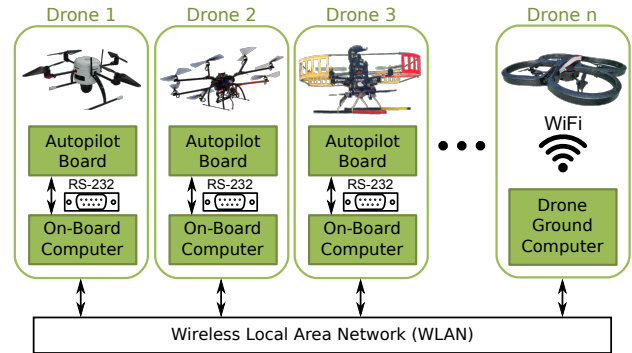 Drone 1
Drone 2
Drone 3
Drone n
WiFi
Autopilot
Board
Autopilot
Board
Autopilot
Board
RS-232
RS-232
RS-232
On-Board
Computer
On-Board
Computer
On-Board
Computer
Drone
Ground
Computer
Wireless Local Area Network (WLAN)